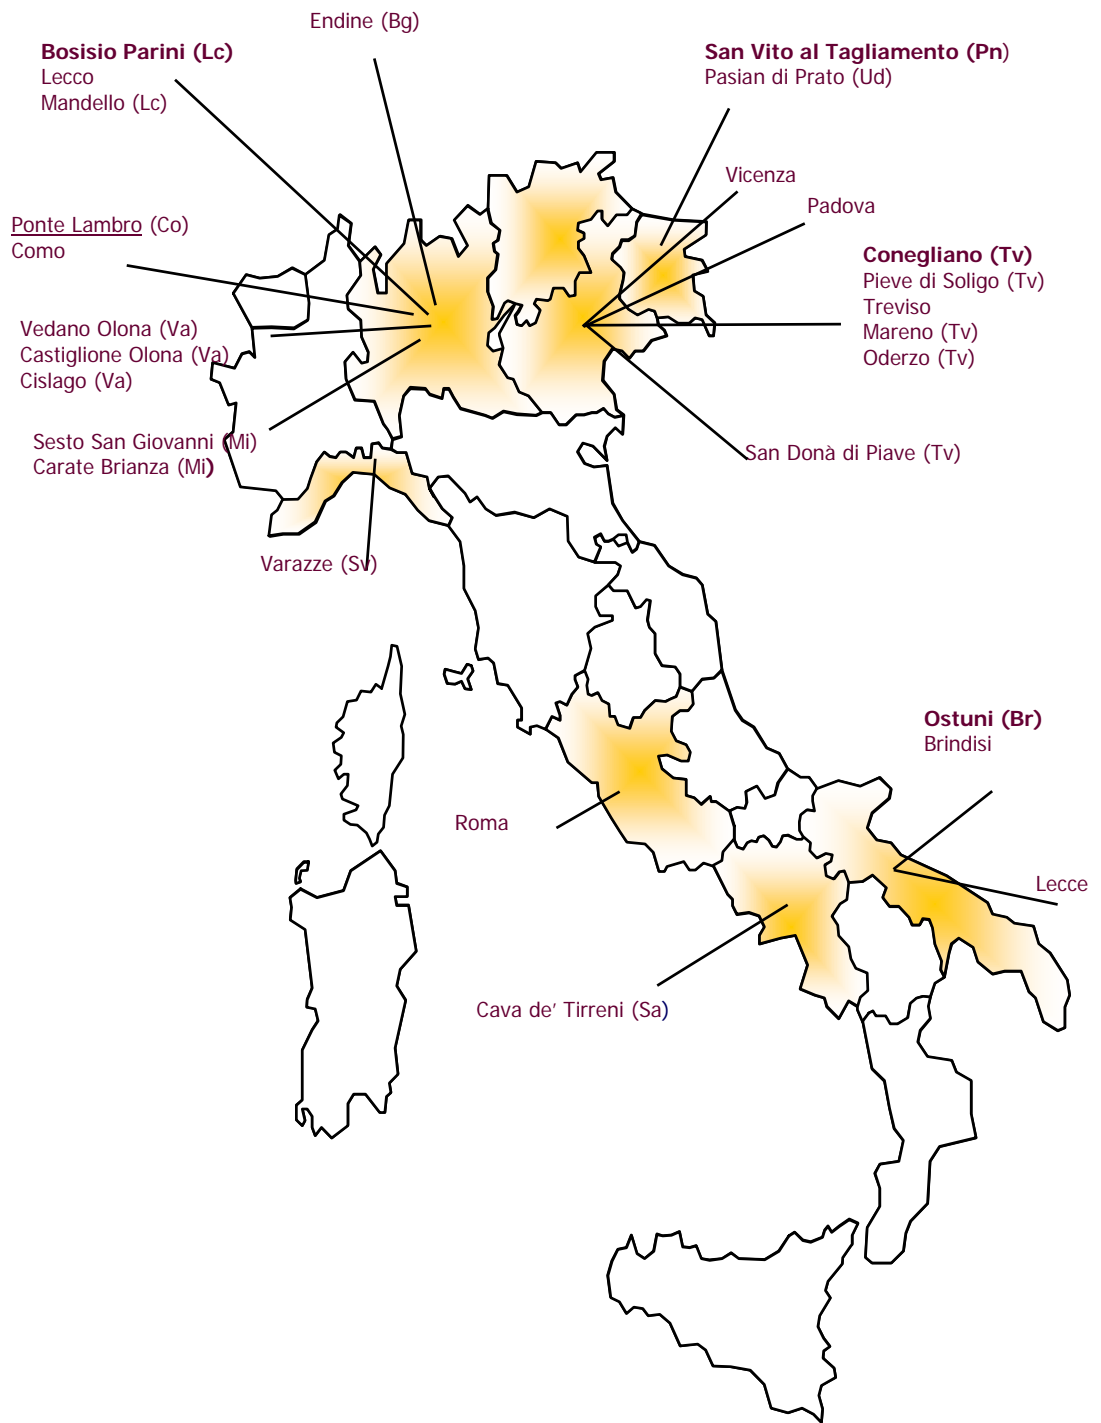 Endine (Bg)
Bosisio Parini (Lc)
Lecco
Mandello (Lc)
San Vito al Tagliamento (Pn)
Pasian di Prato (Ud)
Vicenza
Padova
Ponte Lambro (Co)
Como
Conegliano (Tv)
Pieve di Soligo (Tv)
Treviso
Mareno (Tv)
Oderzo (Tv)
Vedano Olona (Va)
Castiglione Olona (Va)
Cislago (Va)
Sesto San Giovanni (Mi)
Carate Brianza (Mi)
San Donà di Piave (Tv)
Varazze (Sv)
Ostuni (Br)
Brindisi
Roma
Lecce
Cava de’ Tirreni (Sa)